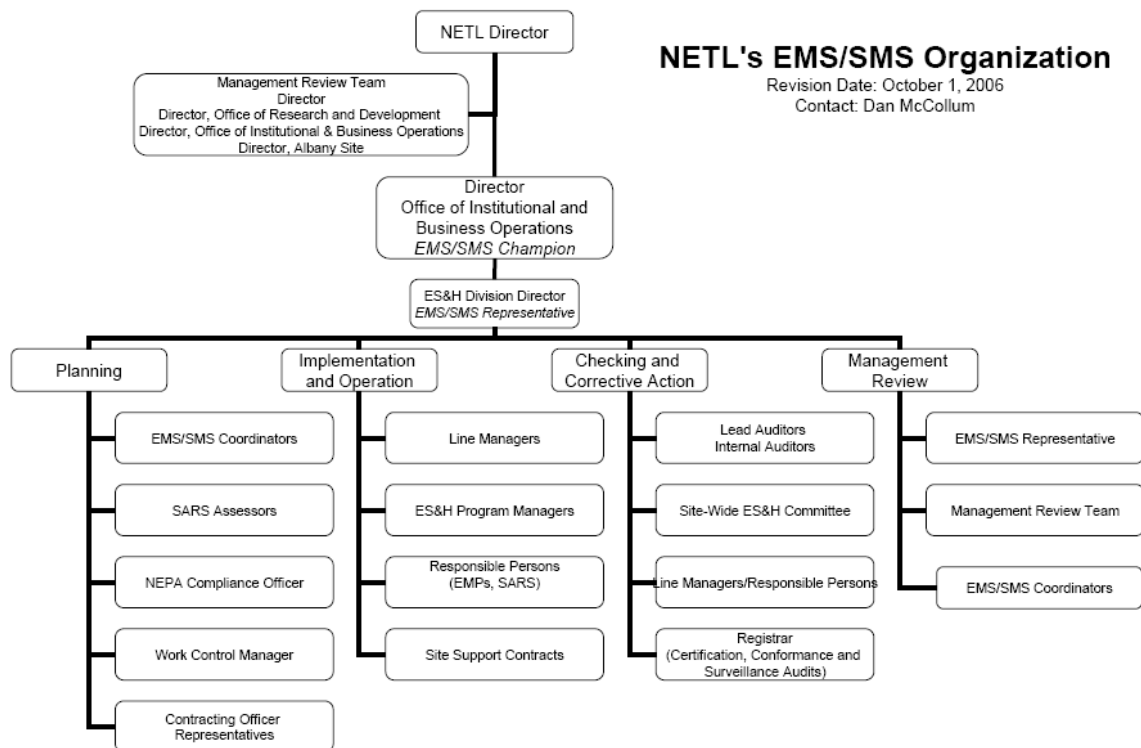 NETL Director
NETL's EMS/SMS Organization
Revision Date: October 1, 2006
Contact: Dan McCollum
Management Review Team
Director
Director, Office of Research and Development
Director, Office of Institutional & Business Operations
Director, Albany Site
Director
Office of Institutional and
Business Operations
EMS/SMS Champion
ES&H Division Director
EMS/SMS Representative
Planning
EMS/SMS Coordinators
SARS Assessors
NEPA Compliance Officer
Work Control Manager
Contracting Officer
Representatives
Implementation
and Operation
Line Managers
ES&H Program Managers
Responsible Persons
(EMPs, SARS)
Site Support Contracts
Checking and
Corrective Action
Lead Auditors
Internal Auditors
Site-Wide ES&H Committee
Line Managers/Responsible Persons
Registrar
(Certification, Conformance and
Surveillance Audits)
Management
Review
EMS/SMS Representative
Management Review Team
EMS/SMS Coordinators